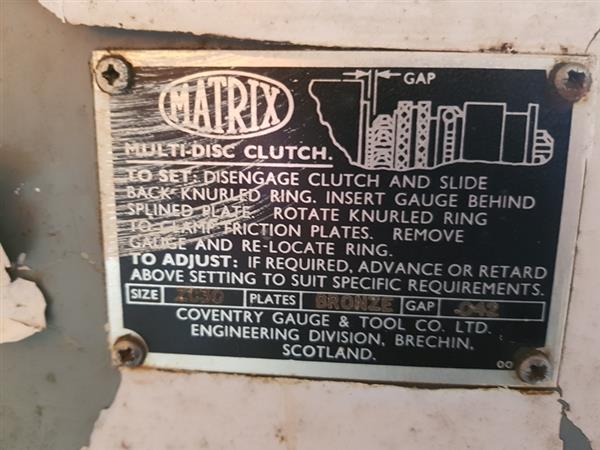 MATRIX
GAP
MULTI-DISC CLUTCH.
TO SET: DISENGAGE CLUTCH AND SLIDE
BACK KNURLED RING. INSERT GAUGE BEHIND
SPLINED PLATE. ROTATE KNURLED RING
TO CLAMP FRICTION PLATES. REMOVE
GAUGE AND RE-LOCATE RING.
TO ADJUST: IF REQUIRED, ADVANCE OR RETARD
ABOVE SETTING TO SUIT SPECIFIC REQUIREMENTS.
SIZE PLATES BRONZE GAP .042
COVENTRY GAUGE & TOOL CO. LTD.
ENGINEERING DIVISION, BRECHIN,
SCOTLAND.
OO